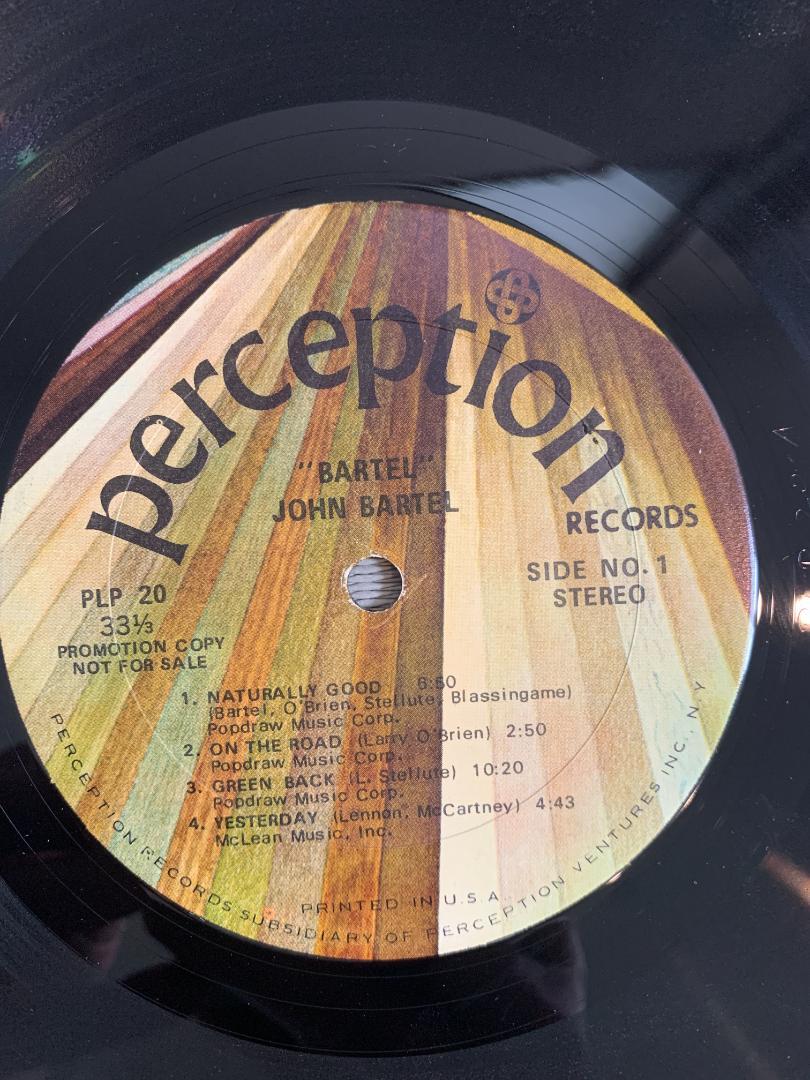 perception
RECORDS
"BARTEL"
JOHN BARTEL
SIDE NO. 1
STEREO
PLP 20
33⅓
PROMOTION COPY
NOT FOR SALE
1. NATURALLY GOOD 6:50
(Bartel, O'Brien, Stellute, Blassingame)
Popdraw Music Corp.
2. ON THE ROAD (Larry O'Brien) 2:50
Popdraw Music Corp.
3. GREEN BACK (L. Stellute) 10:20
Popdraw Music Corp.
4. YESTERDAY (Lennon, McCartney) 4:43
McLean Music, Inc.
PRINTED IN U.S.A.
PERCEPTION RECORDS SUBSIDIARY OF PERCEPTION VENTURES INC., N.Y